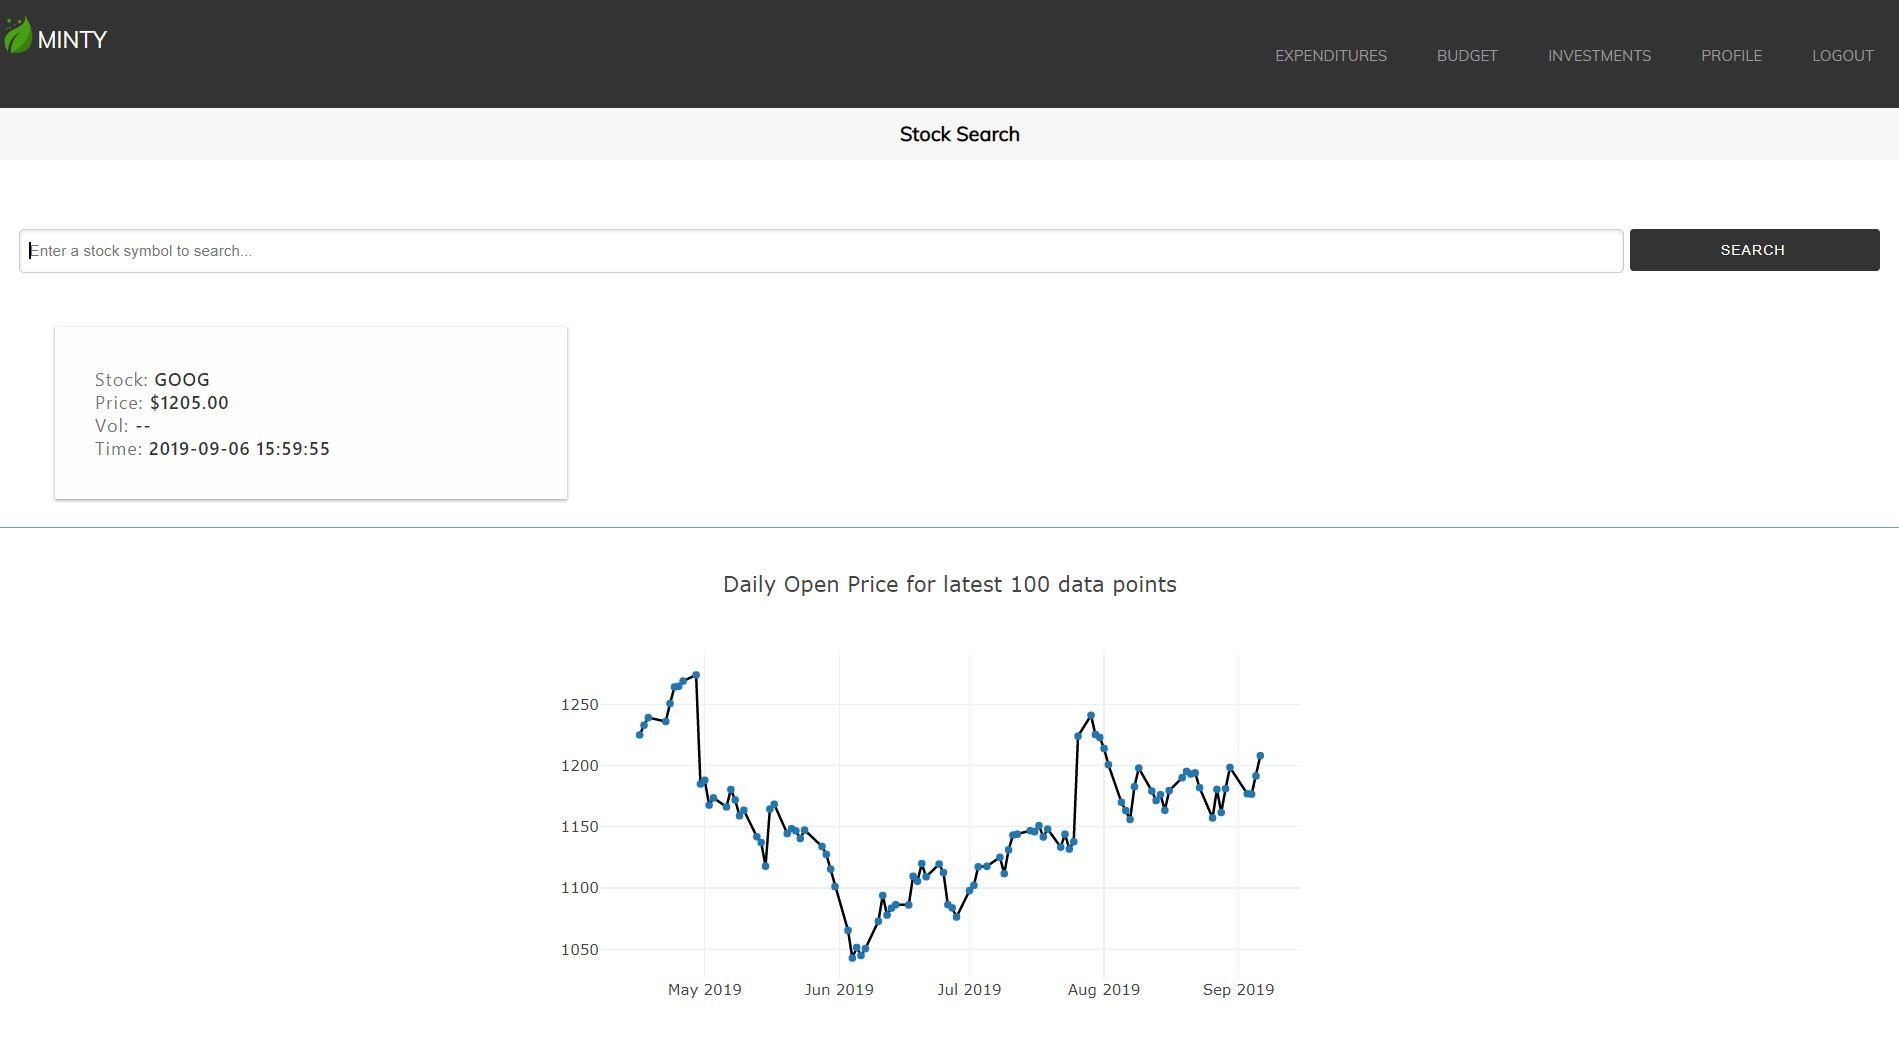 MINTY
EXPENDITURES BUDGET INVESTMENTS PROFILE LOGOUT
Stock Search
Enter a stock symbol to search...
SEARCH
Stock: GOOG
Price: $1205.00
Vol: --
Time: 2019-09-06 15:59:55
Daily Open Price for latest 100 data points
1250
1200
1150
1100
1050
May 2019 Jun 2019 Jul 2019 Aug 2019 Sep 2019